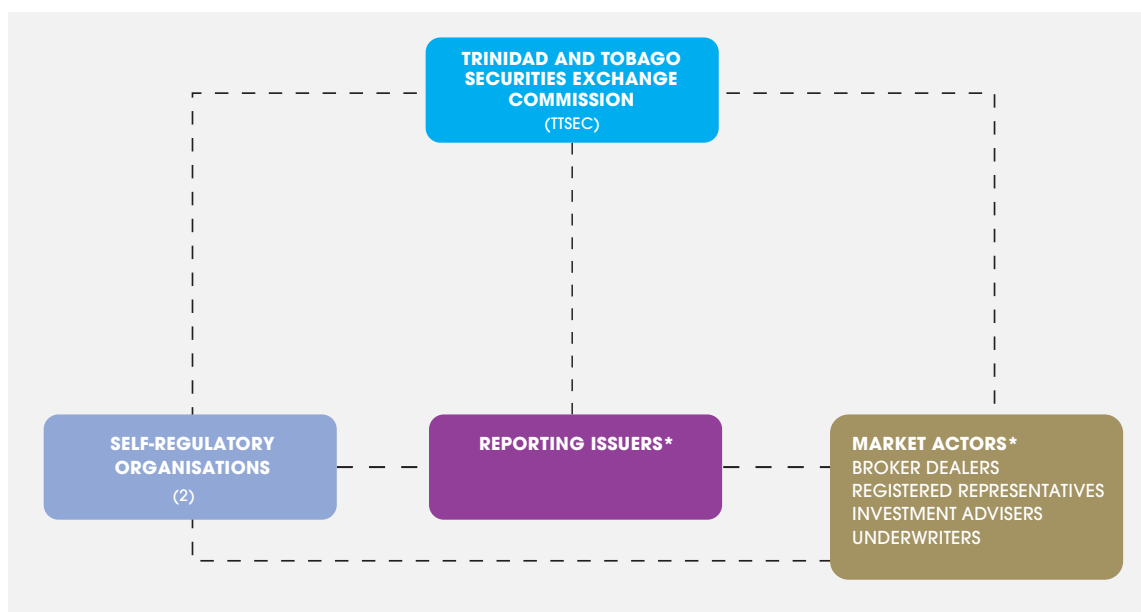 TRINIDAD AND TOBAGO
SECURITIES EXCHANGE
COMMISSION
(TTSEC)
SELF-REGULATORY
ORGANISATIONS
(2)
REPORTING ISSUERS*
MARKET ACTORS*
BROKER DEALERS
REGISTERED REPRESENTATIVES
INVESTMENT ADVISERS
UNDERWRITERS